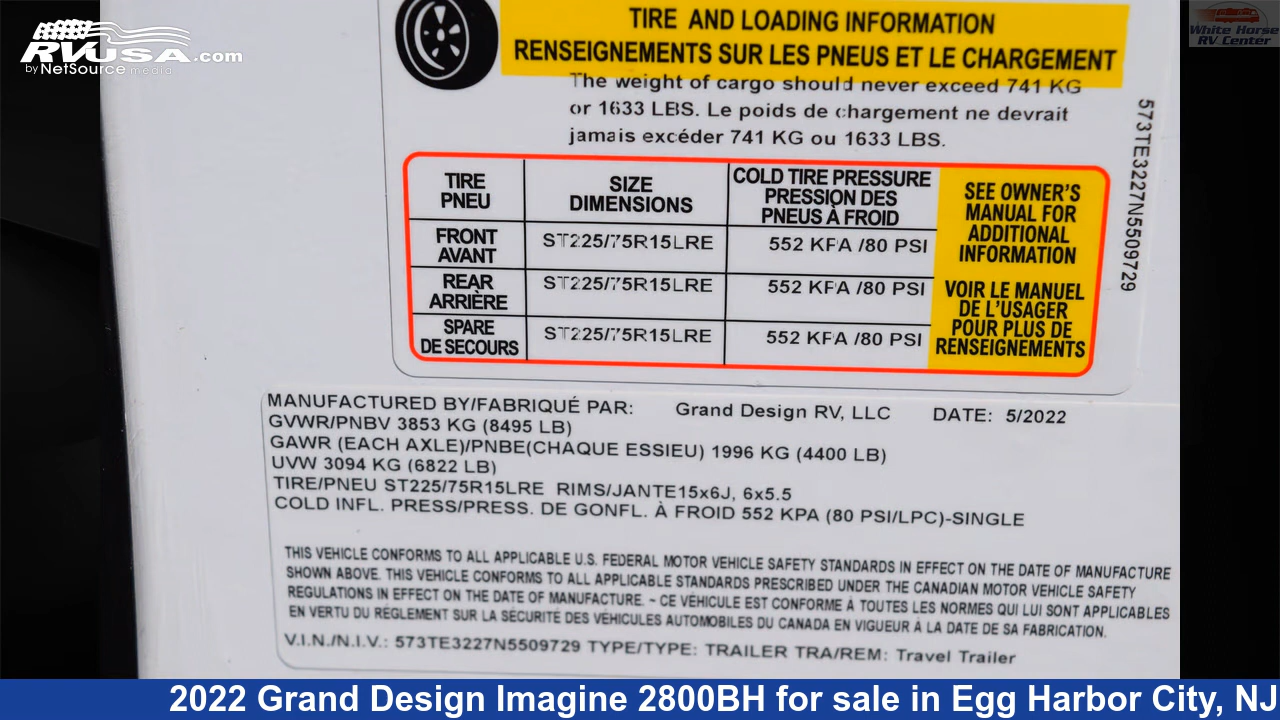 RVUSA.com
by NetSource media
White Horse
RV Center
TIRE AND LOADING INFORMATION
RENSEIGNEMENTS SUR LES PNEUS ET LE CHARGEMENT
The weight of cargo should never exceed 741 KG
or 1633 LBS. Le poids de chargement ne devrait
jamais excéder 741 KG ou 1633 LBS.
573TE3227N5509729
TIRE
PNEU
SIZE
DIMENSIONS
COLD TIRE PRESSURE
PRESSION DES
PNEUS À FROID
FRONT
AVANT
ST225/75R15LRE
552 KPA /80 PSI
REAR
ARRIÈRE
ST225/75R15LRE
552 KPA /80 PSI
SPARE
DE SECOURS
ST225/75R15LRE
552 KPA /80 PSI
SEE OWNER'S
MANUAL FOR
ADDITIONAL
INFORMATION
VOIR LE MANUEL
DE L'USAGER
POUR PLUS DE
RENSEIGNEMENTS
MANUFACTURED BY/FABRIQUÉ PAR: Grand Design RV, LLC DATE: 5/2022
GVWR/PNBV 3853 KG (8495 LB)
GAWR (EACH AXLE)/PNBE(CHAQUE ESSIEU) 1996 KG (4400 LB)
UVW 3094 KG (6822 LB)
TIRE/PNEU ST225/75R15LRE RIMS/JANTE15x6J, 6x5.5
COLD INFL. PRESS/PRESS. DE GONFL. À FROID 552 KPA (80 PSI/LPC)-SINGLE
THIS VEHICLE CONFORMS TO ALL APPLICABLE U.S. FEDERAL MOTOR VEHICLE SAFETY STANDARDS IN EFFECT ON THE DATE OF MANUFACTURE
SHOWN ABOVE. THIS VEHICLE CONFORMS TO ALL APPLICABLE STANDARDS PRESCRIBED UNDER THE CANADIAN MOTOR VEHICLE SAFETY
REGULATIONS IN EFFECT ON THE DATE OF MANUFACTURE. ~ CE VÉHICULE EST CONFORME À TOUTES LES NORMES QUI LUI SONT APPLICABLES
EN VERTU DU RÉGLEMENT SUR LA SÉCURITÉ DES VÉHICULES AUTOMOBILES DU CANADA EN VIGUEUR À LA DATE DE SA FABRICATION.
V.I.N./N.I.V.: 573TE3227N5509729 TYPE/TYPE: TRAILER TRA/REM: Travel Trailer
2022 Grand Design Imagine 2800BH for sale in Egg Harbor City, NJ